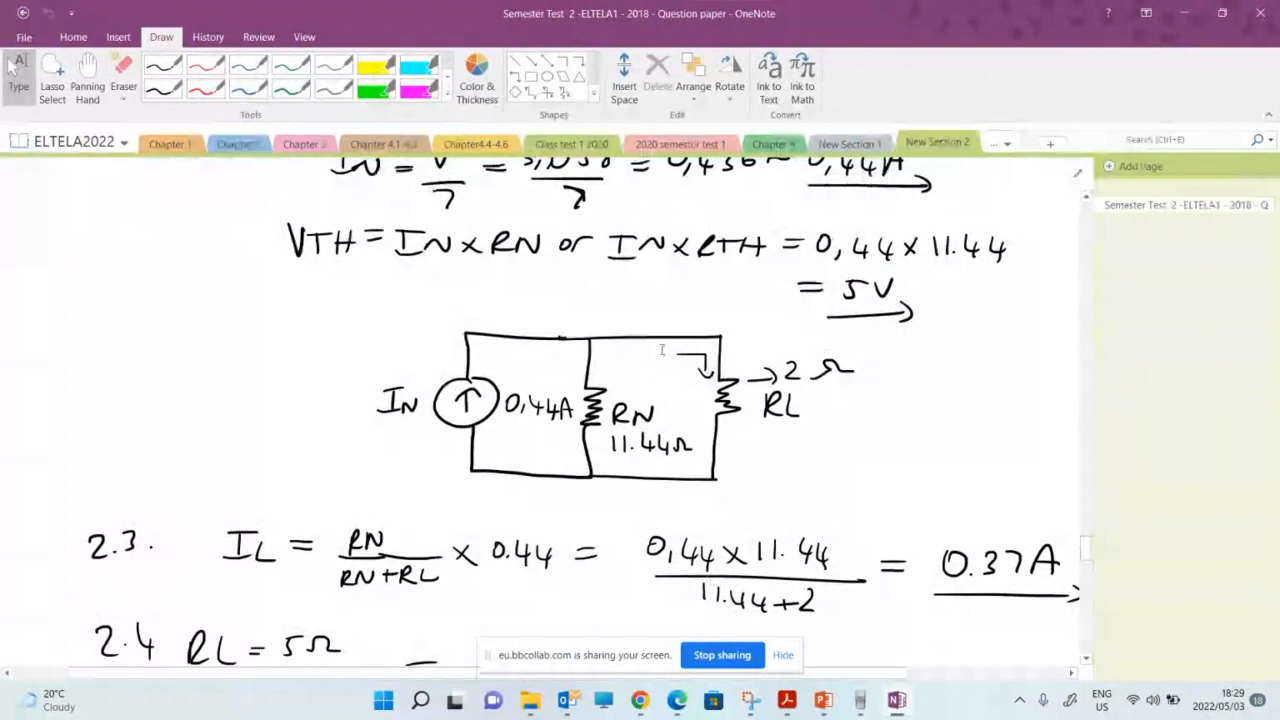 Semester Test 2 -ELTELA1 - 2018 - Question paper - OneNote
File Home Insert Draw History Review View
Type
Lasso Select
Panning Hand
Eraser
Color & Thickness
Insert Space
Delete
Arrange
Rotate
Ink to Text
Ink to Math
Tools
Shapes
Edit
Convert
ELTELA2022
Chapter 1
Chapter 4.1
Chapter4.4-4.6
Class test 1 2020
2020 semester test 1
New Section 1
New Section 2
Search (Ctrl+E)
Add Page
Semester Test 2 -ELTELA1 - 2018 - Q
VTH = IN x RN or IN x RTH = 0,44 x 11.44
= 5V
IN
0,44A
RN
11.44Ω
2 Ω
RL
2.3. IL = RN / RN+RL x 0.44 = 0,44 x 11.44 / 11.44+2 = 0.37A
2.4 RL = 5Ω
eu.bbcollab.com is sharing your screen. Stop sharing Hide
20°C
Cloudy
ENG
US
18:29
2022/05/03